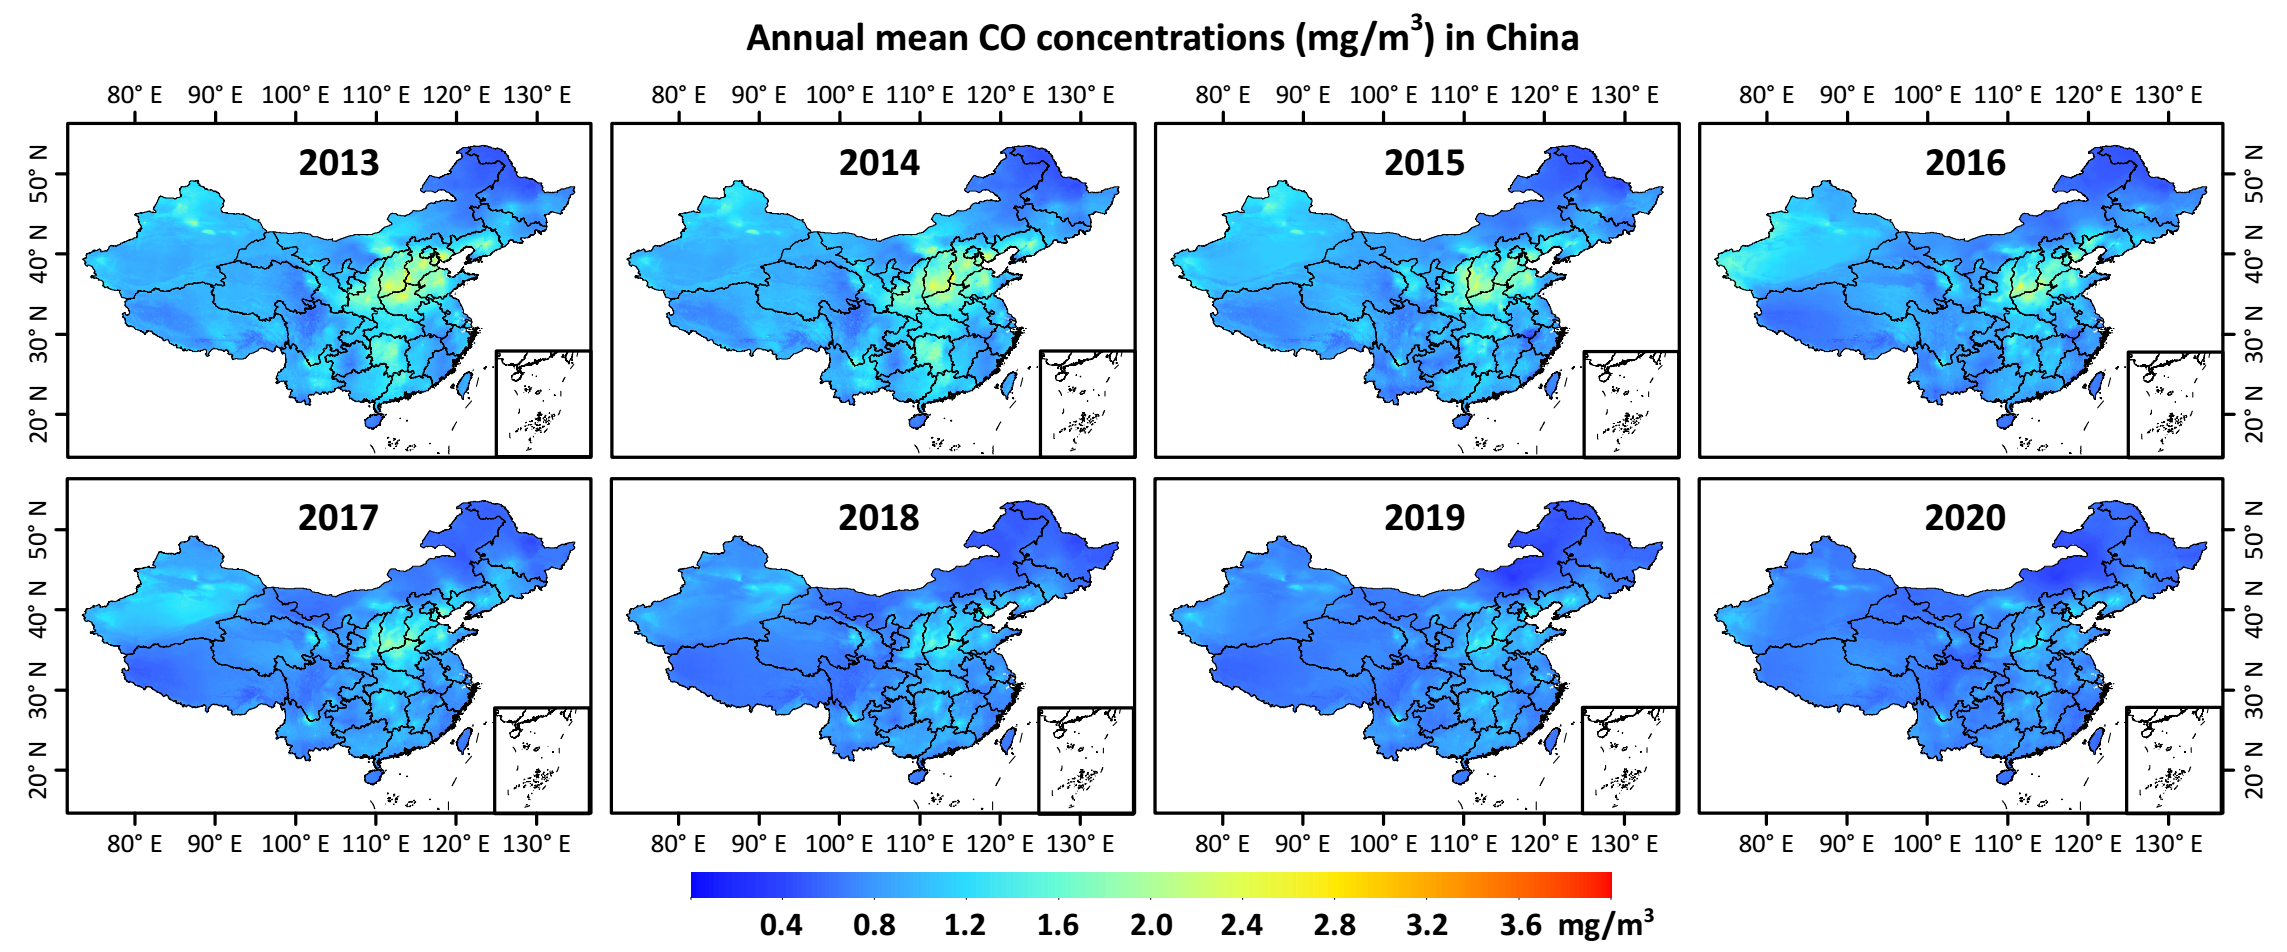 Annual mean CO concentrations (mg/m³) in China
80° E 90° E 100° E 110° E 120° E 130° E 80° E 90° E 100° E 110° E 120° E 130° E 80° E 90° E 100° E 110° E 120° E 130° E 80° E 90° E 100° E 110° E 120° E 130° E
2013 2014 2015 2016
50° N 40° N 30° N 20° N
50° N 40° N 30° N 20° N
2017 2018 2019 2020
50° N 40° N 30° N 20° N
50° N 40° N 30° N 20° N
80° E 90° E 100° E 110° E 120° E 130° E 80° E 90° E 100° E 110° E 120° E 130° E 80° E 90° E 100° E 110° E 120° E 130° E 80° E 90° E 100° E 110° E 120° E 130° E
0.4 0.8 1.2 1.6 2.0 2.4 2.8 3.2 3.6 mg/m³